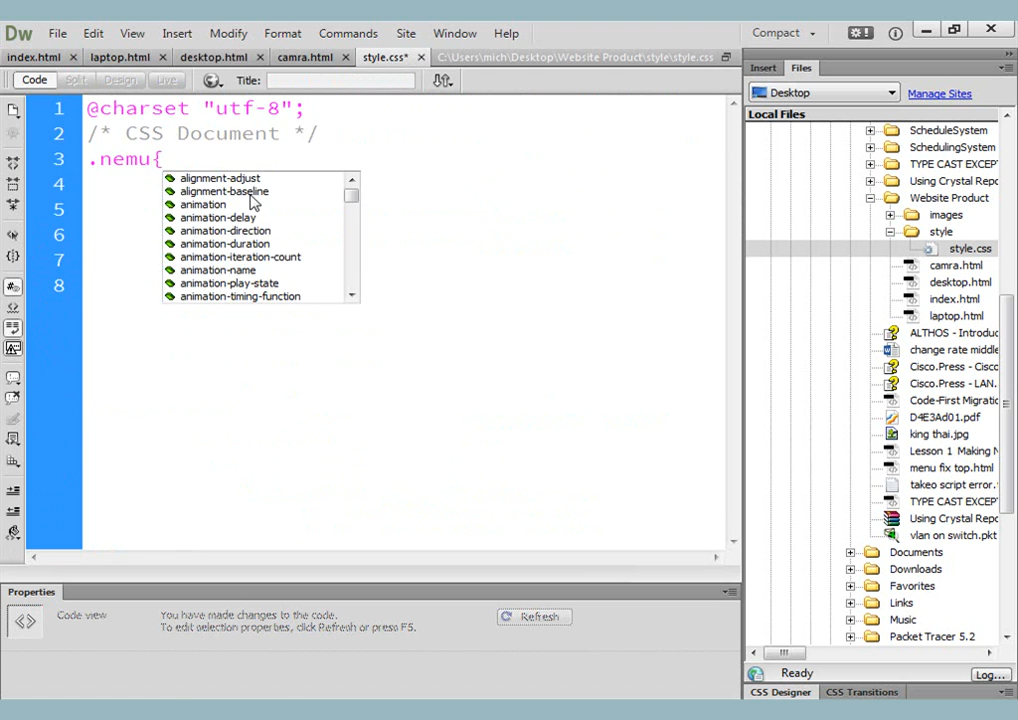 Dw File Edit View Insert Modify Format Commands Site Window Help Compact
index.html laptop.html desktop.html camra.html style.css* C:\Users\mich\Desktop\Website Product\style\style.css
Code Split Design Live Title:
1 @charset "utf-8";
2 /* CSS Document */
3 .nemu{
4
5
6
7
8
alignment-adjust
alignment-baseline
animation
animation-delay
animation-direction
animation-duration
animation-iteration-count
animation-name
animation-play-state
animation-timing-function
Properties
Code view
You have made changes to the code.
To edit selection properties, click Refresh or press F5.
Refresh
Insert Files
Desktop Manage Sites
Local Files
ScheduleSystem
SchedulingSystem
TYPE CAST EXCEP
Using Crystal Repo
Website Product
images
style
style.css
camra.html
desktop.html
index.html
laptop.html
ALTHOS - Introduc
change rate middle
Cisco.Press - Cisco
Cisco.Press - LAN.
Code-First Migratio
D4E3Ad01.pdf
king thai.jpg
Lesson 1 Making N
menu fix top.html
takeo script error.
TYPE CAST EXCEP
Using Crystal Repo
vlan on switch.pkt
Documents
Downloads
Favorites
Links
Music
Packet Tracer 5.2
Ready Log...
CSS Designer CSS Transitions